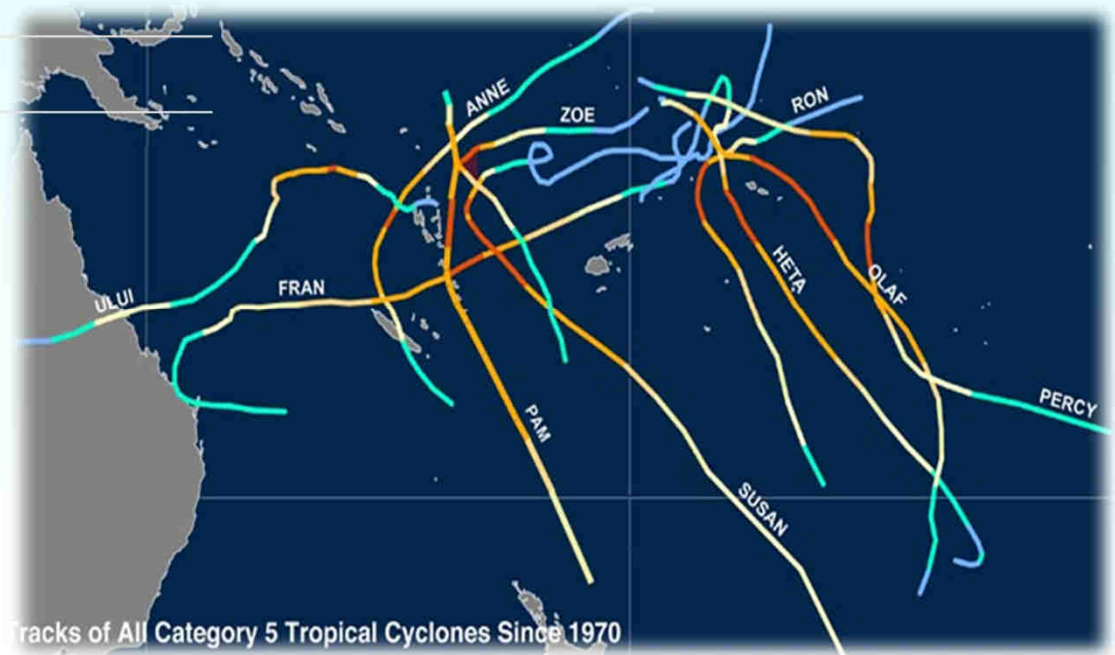 ANNE
ZOE
RON
ULUI
FRAN
HETA
OLAF
PAM
PERCY
SUSAN
Tracks of All Category 5 Tropical Cyclones Since 1970